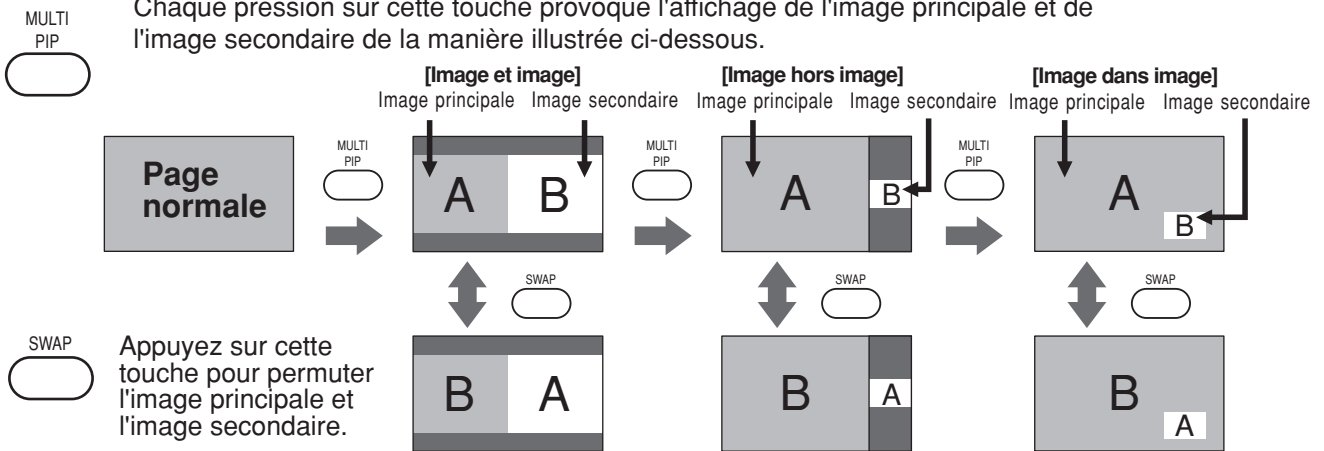 Chaque pression sur cette touche provoque l'affichage de l'image principale et de
l'image secondaire de la manière illustrée ci-dessous.
MULTI
PIP
[Image et image]
[Image hors image]
[Image dans image]
Image principale Image secondaire
Image principale Image secondaire
Image principale Image secondaire
Page
normale
MULTI
PIP
A B
MULTI
PIP
A B
MULTI
PIP
A
B
SWAP
SWAP
SWAP
SWAP
Appuyez sur cette
touche pour permuter
l'image principale et
l'image secondaire.
B A
B A
B
A